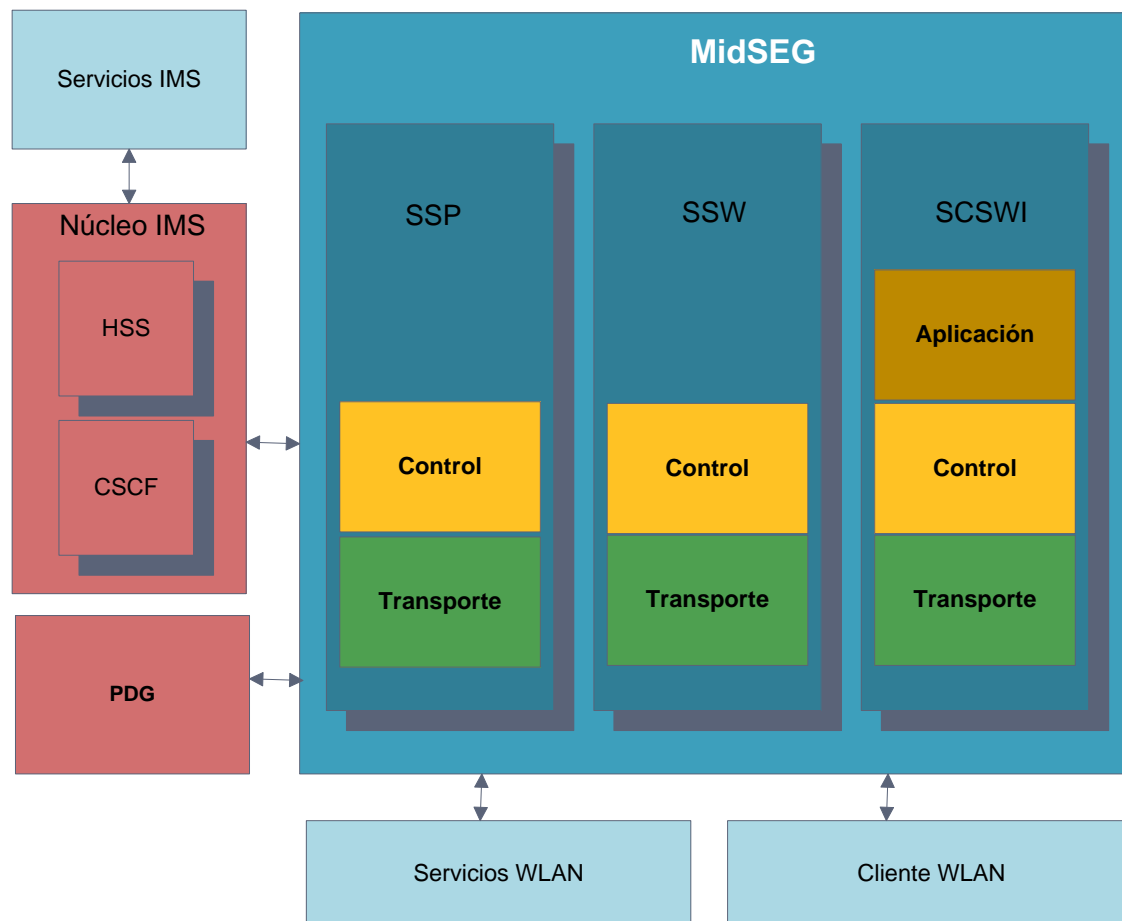 Servicios IMS
MidSEG
Núcleo IMS
HSS
CSCF
PDG
SSP
Control
Transporte
SSW
Control
Transporte
SCSWI
Aplicación
Control
Transporte
Servicios WLAN
Cliente WLAN